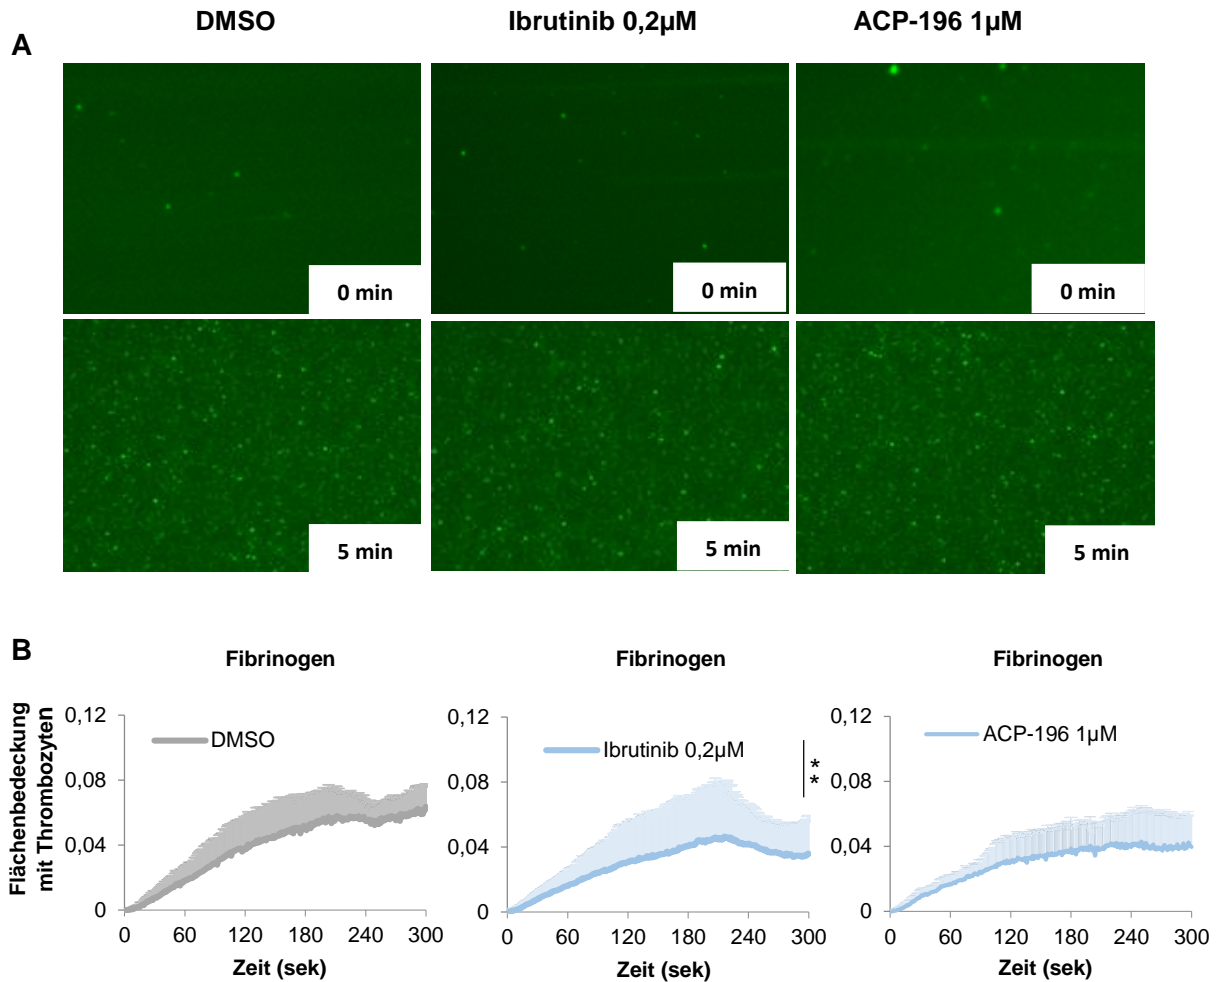 DMSO Ibrutinib 0,2µM ACP-196 1µM
A
0 min 0 min 0 min
5 min 5 min 5 min
B
Fibrinogen Fibrinogen Fibrinogen
Flächenbedeckung
mit Thrombozyten
0,12 0,08 0,04 0
DMSO
0 60 120 180 240 300
Zeit (sek)
0,12 0,08 0,04 0
Ibrutinib 0,2µM
**
0 60 120 180 240 300
Zeit (sek)
0,12 0,08 0,04 0
ACP-196 1µM
0 60 120 180 240 300
Zeit (sek)